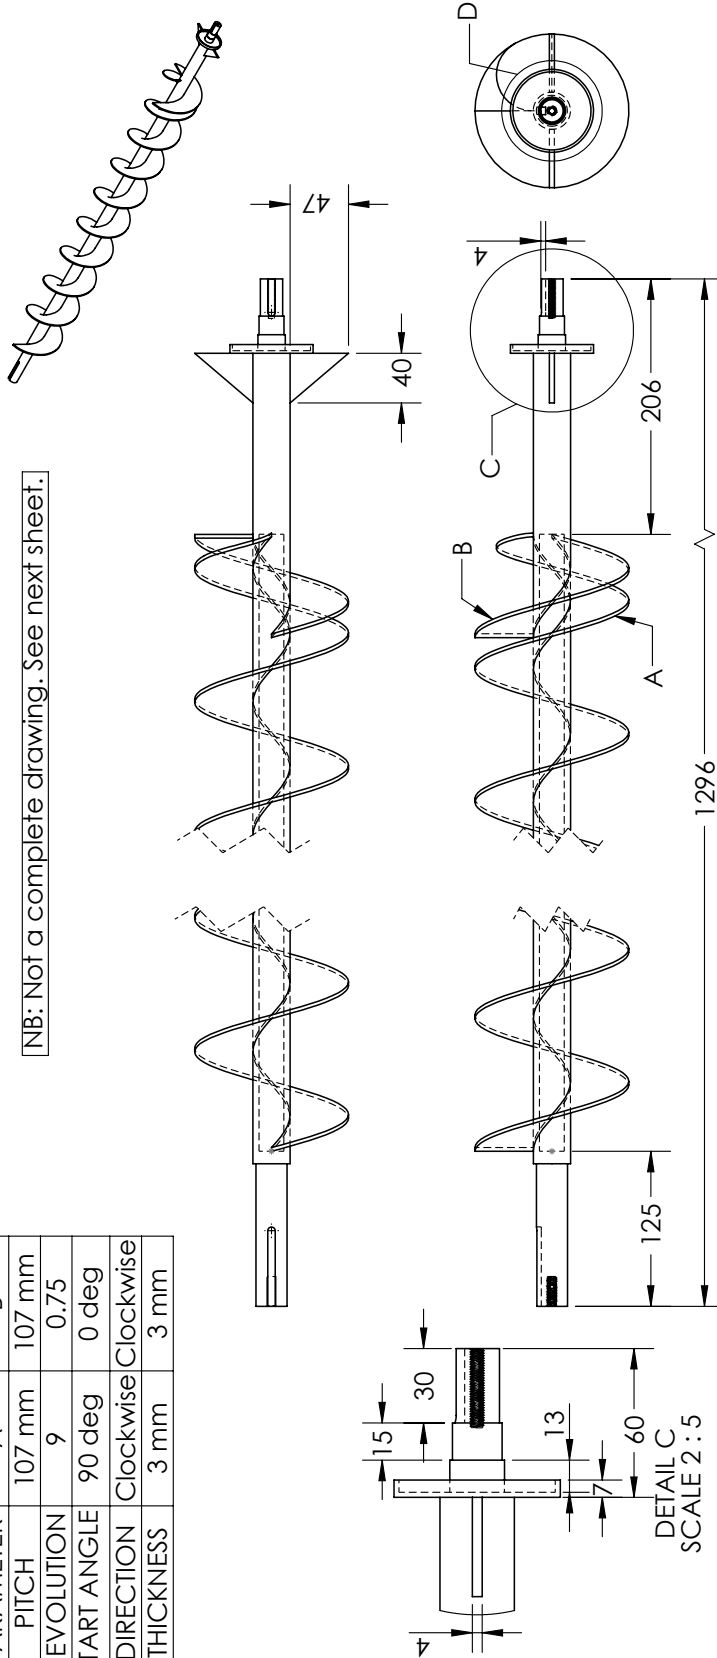 NB: Not a complete drawing. See next sheet.
PITCH 107 mm 107 mm
EVOLUTION 9 0.75
TART ANGLE 90 deg 0 deg
DIRECTION Clockwise Clockwise
THICKNESS 3 mm 3 mm
47
40
D
4
C
B
A
206
125
1296
30
15
13
7
60
4
DETAIL C
SCALE 2 : 5